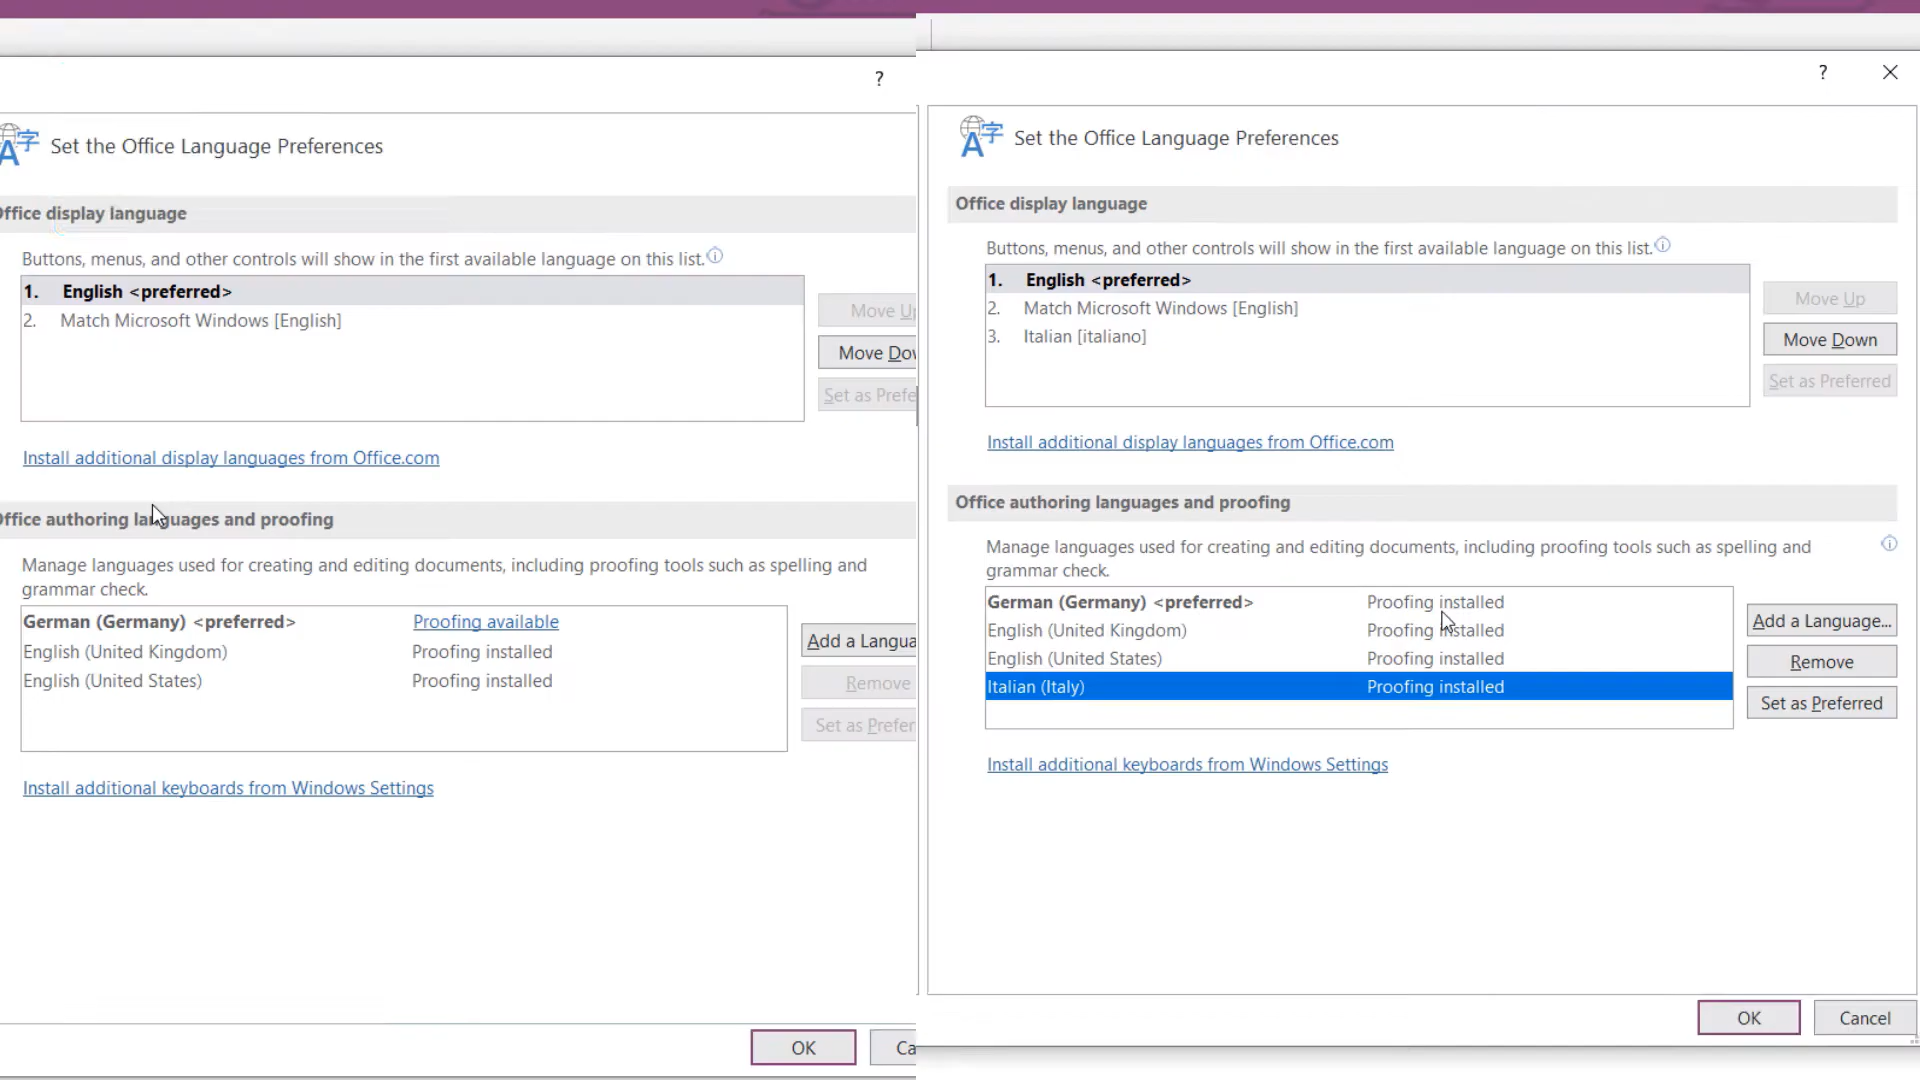 ?
Set the Office Language Preferences
Office display language
Buttons, menus, and other controls will show in the first available language on this list.
1. English <preferred>
2. Match Microsoft Windows [English]
Move Up
Move Dow
Set as Prefe
Install additional display languages from Office.com
Office authoring languages and proofing
Manage languages used for creating and editing documents, including proofing tools such as spelling and
grammar check.
German (Germany) <preferred> Proofing available
English (United Kingdom) Proofing installed
English (United States) Proofing installed
Add a Langua
Remove
Set as Prefer
Install additional keyboards from Windows Settings
OK
Ca
?
Set the Office Language Preferences
Office display language
Buttons, menus, and other controls will show in the first available language on this list.
1. English <preferred>
2. Match Microsoft Windows [English]
3. Italian [italiano]
Move Up
Move Down
Set as Preferred
Install additional display languages from Office.com
Office authoring languages and proofing
Manage languages used for creating and editing documents, including proofing tools such as spelling and
grammar check.
German (Germany) <preferred> Proofing installed
English (United Kingdom) Proofing installed
English (United States) Proofing installed
Italian (Italy) Proofing installed
Add a Language...
Remove
Set as Preferred
Install additional keyboards from Windows Settings
OK
Cancel